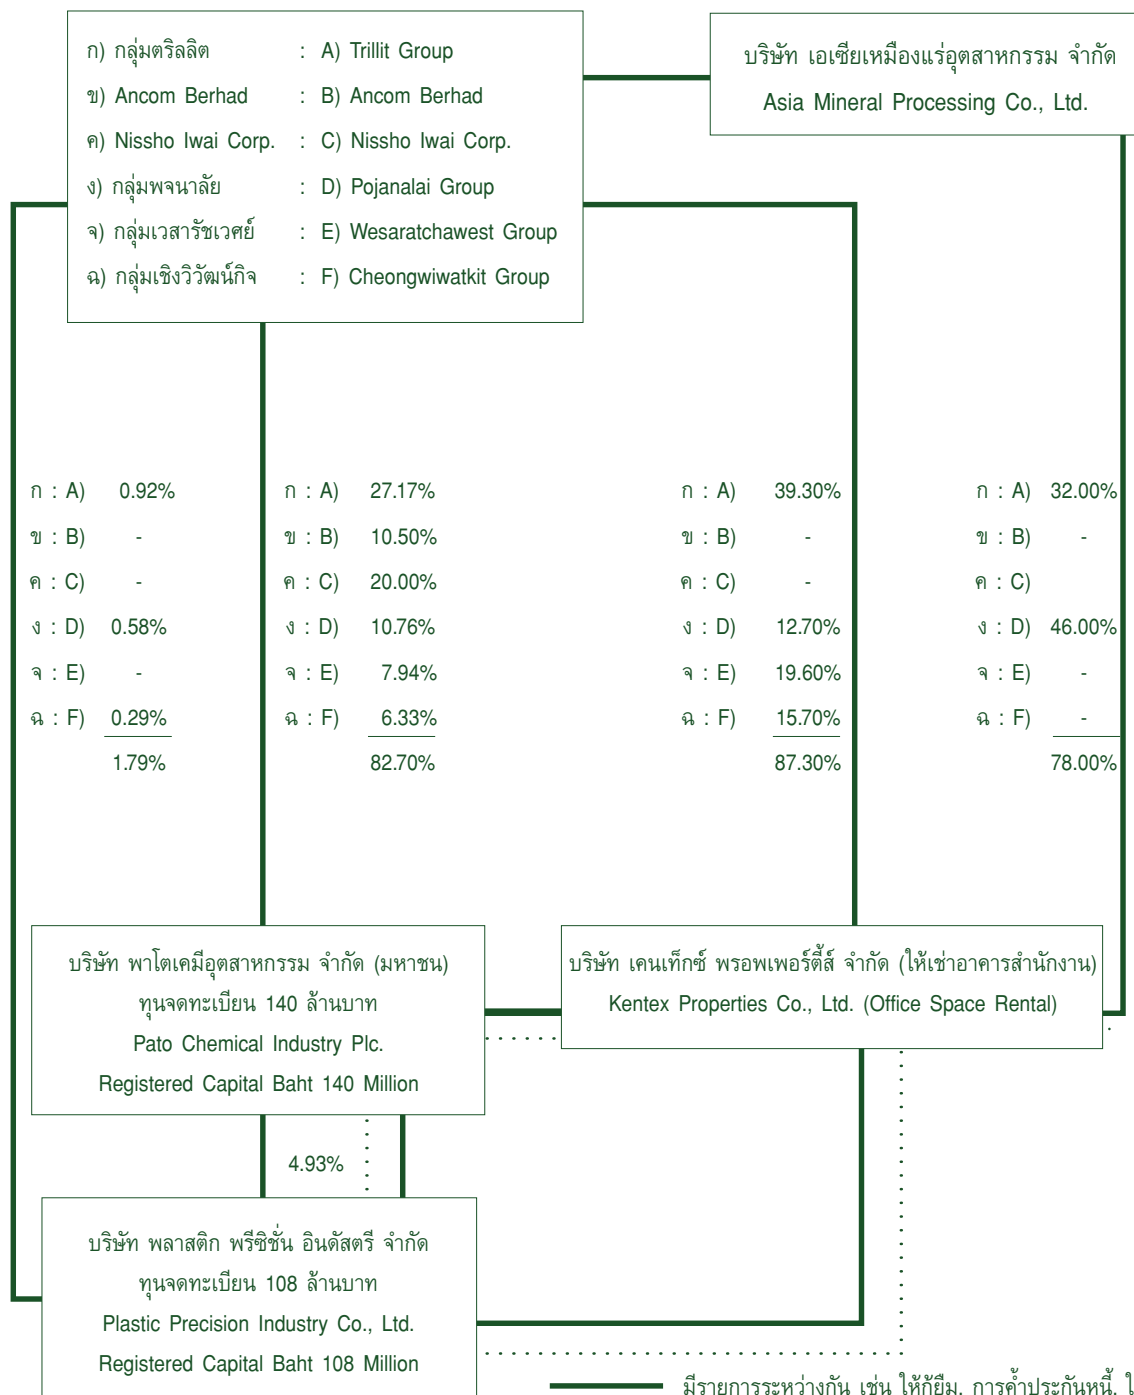 ก) กลุ่มตริลลิต : A) Trillit Group
ข) Ancom Berhad : B) Ancom Berhad
ค) Nissho Iwai Corp. : C) Nissho Iwai Corp.
ง) กลุ่มพจนาลัย : D) Pojanalai Group
จ) กลุ่มเวสารัชเวศย์ : E) Wesaratchawest Group
ฉ) กลุ่มเชิงวิวัฒน์กิจ : F) Cheongwiwatkit Group
บริษัท เอเซียเหมืองแร่อุตสาหกรรม จำกัด
Asia Mineral Processing Co., Ltd.
ก : A) 0.92%
ข : B) -
ค : C) -
ง : D) 0.58%
จ : E) -
ฉ : F) 0.29%
1.79%
ก : A) 27.17%
ข : B) 10.50%
ค : C) 20.00%
ง : D) 10.76%
จ : E) 7.94%
ฉ : F) 6.33%
82.70%
ก : A) 39.30%
ข : B) -
ค : C) -
ง : D) 12.70%
จ : E) 19.60%
ฉ : F) 15.70%
87.30%
ก : A) 32.00%
ข : B) -
ค : C)
ง : D) 46.00%
จ : E) -
ฉ : F) -
78.00%
บริษัท พาโตเคมีอุตสาหกรรม จำกัด (มหาชน)
ทุนจดทะเบียน 140 ล้านบาท
Pato Chemical Industry Plc.
Registered Capital Baht 140 Million
บริษัท เคนเท็กซ์ พรอพเพอร์ตี้ส์ จำกัด (ให้เช่าอาคารสำนักงาน)
Kentex Properties Co., Ltd. (Office Space Rental)
4.93%
บริษัท พลาสติก พรีซิชั่น อินดัสตรี จำกัด
ทุนจดทะเบียน 108 ล้านบาท
Plastic Precision Industry Co., Ltd.
Registered Capital Baht 108 Million
มีรายการระหว่างกัน เช่น ให้กู้ยืม, การค้ำประกันหนี้,